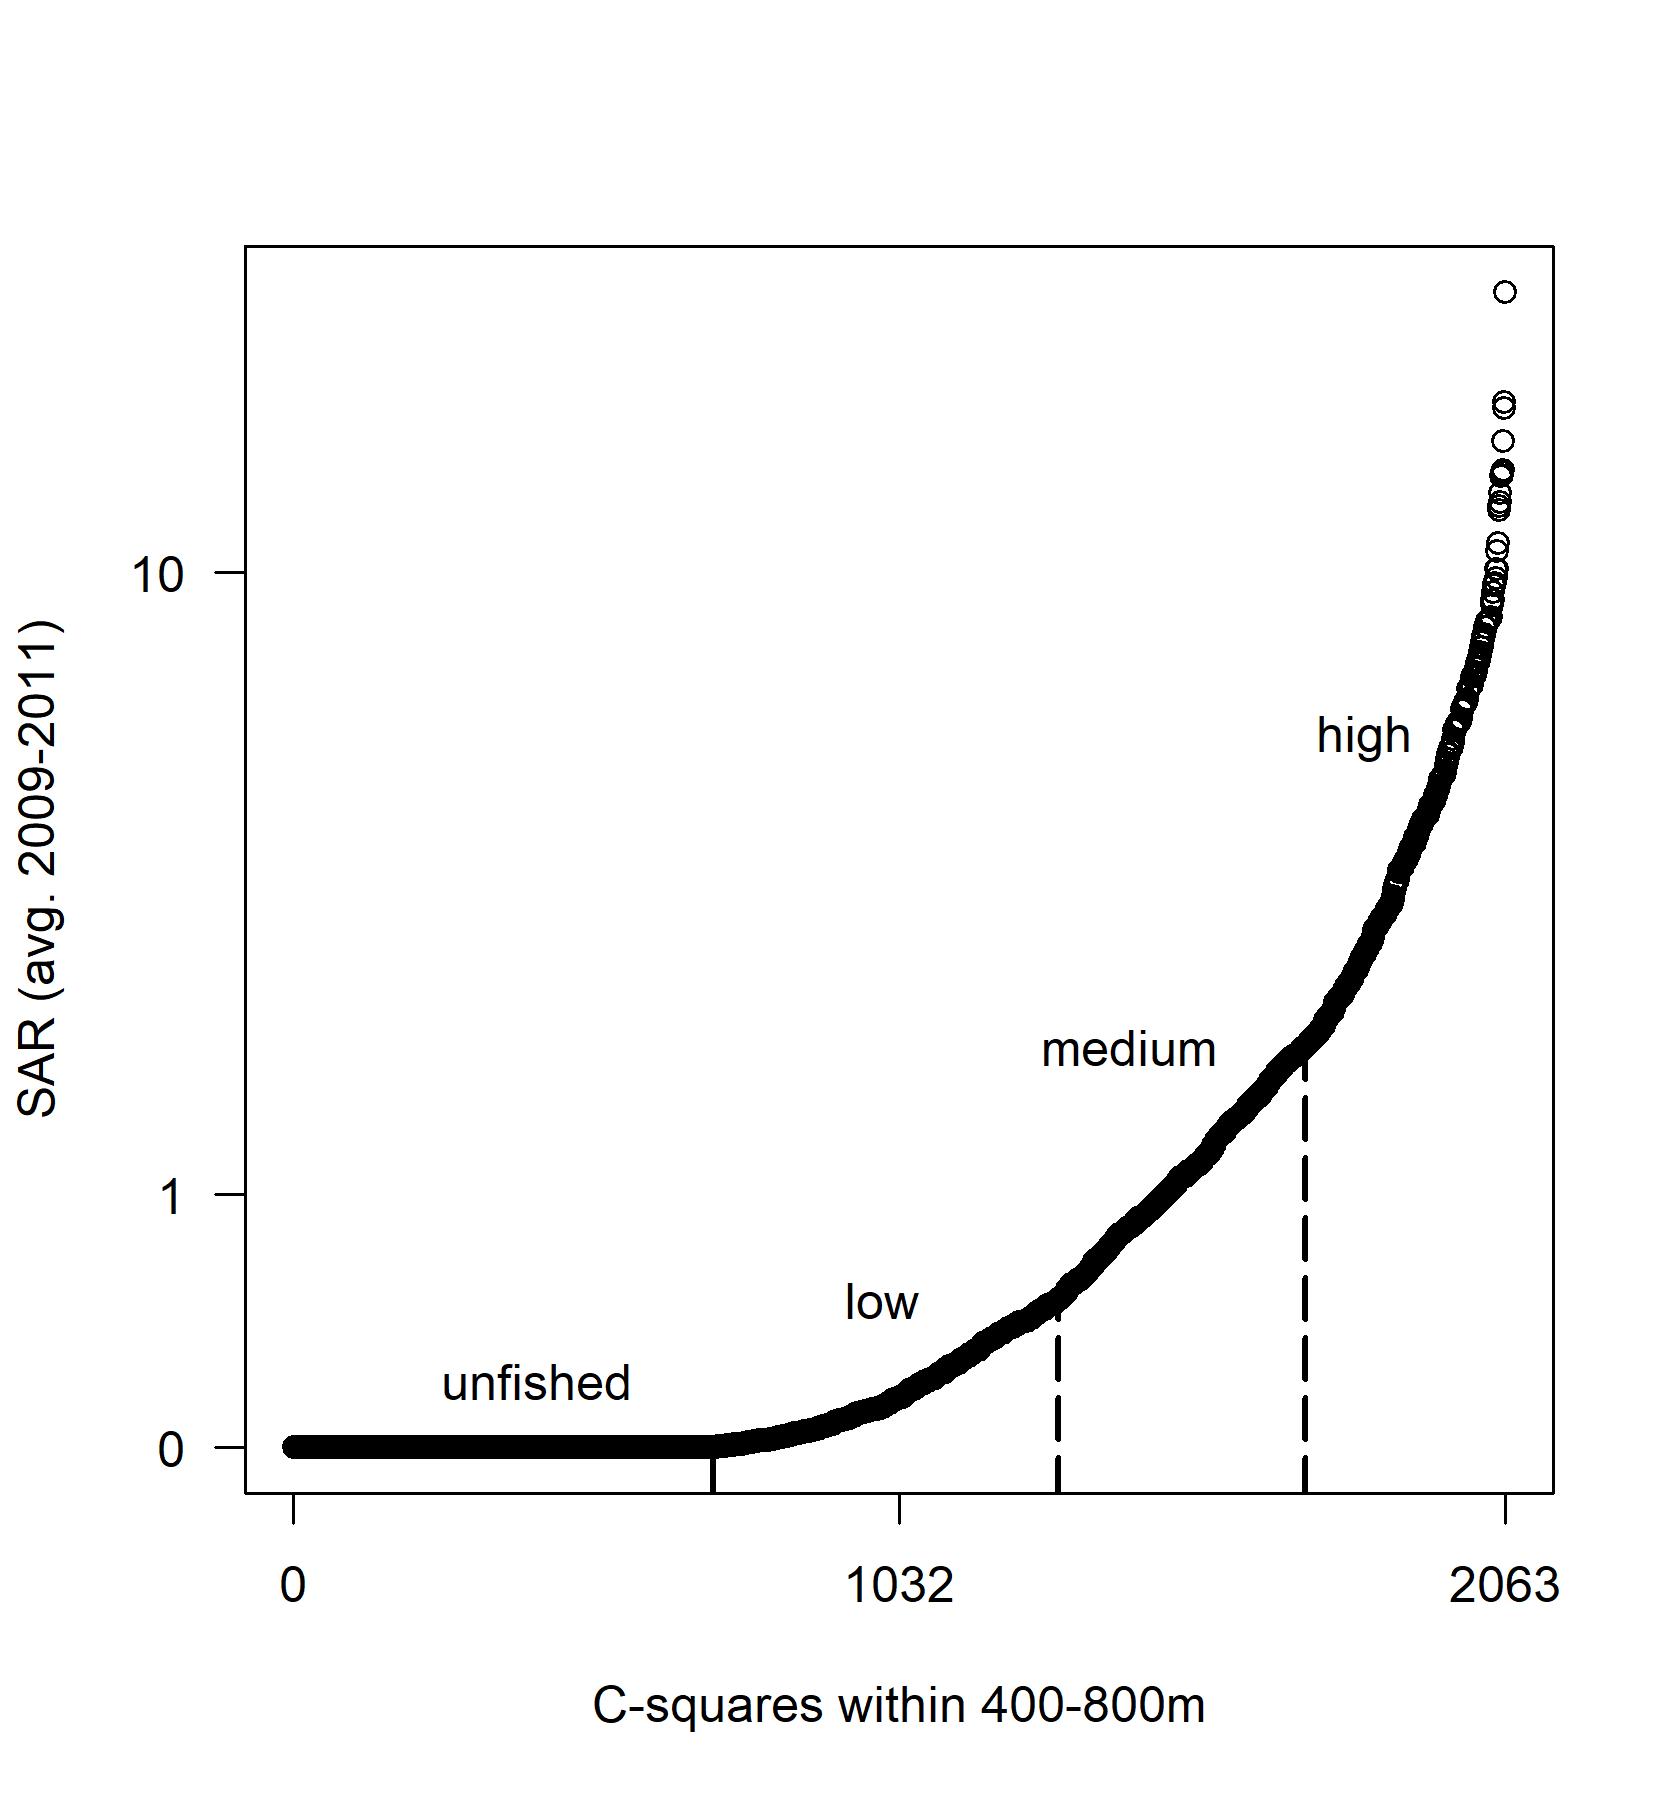 SAR (avg. 2009-2011)
10
1
0
high
medium
low
unfished
0 1032 2063
C-squares within 400-800m